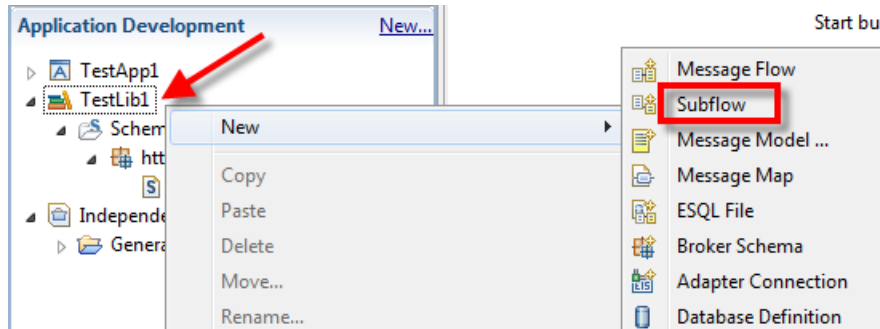 Application Development New...
Start bu
TestApp1
TestLib1
Schem
htt
S
Independe
Genera
New
Copy
Paste
Delete
Move...
Rename...
Message Flow
Subflow
Message Model ...
Message Map
ESQL File
Broker Schema
Adapter Connection
Database Definition